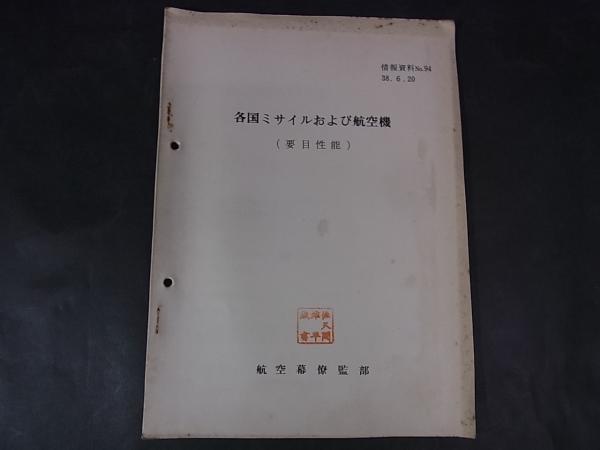 情報資料No.94
38. 6. 20
各国ミサイルおよび航空機
(要目性能)
航空幕僚監部